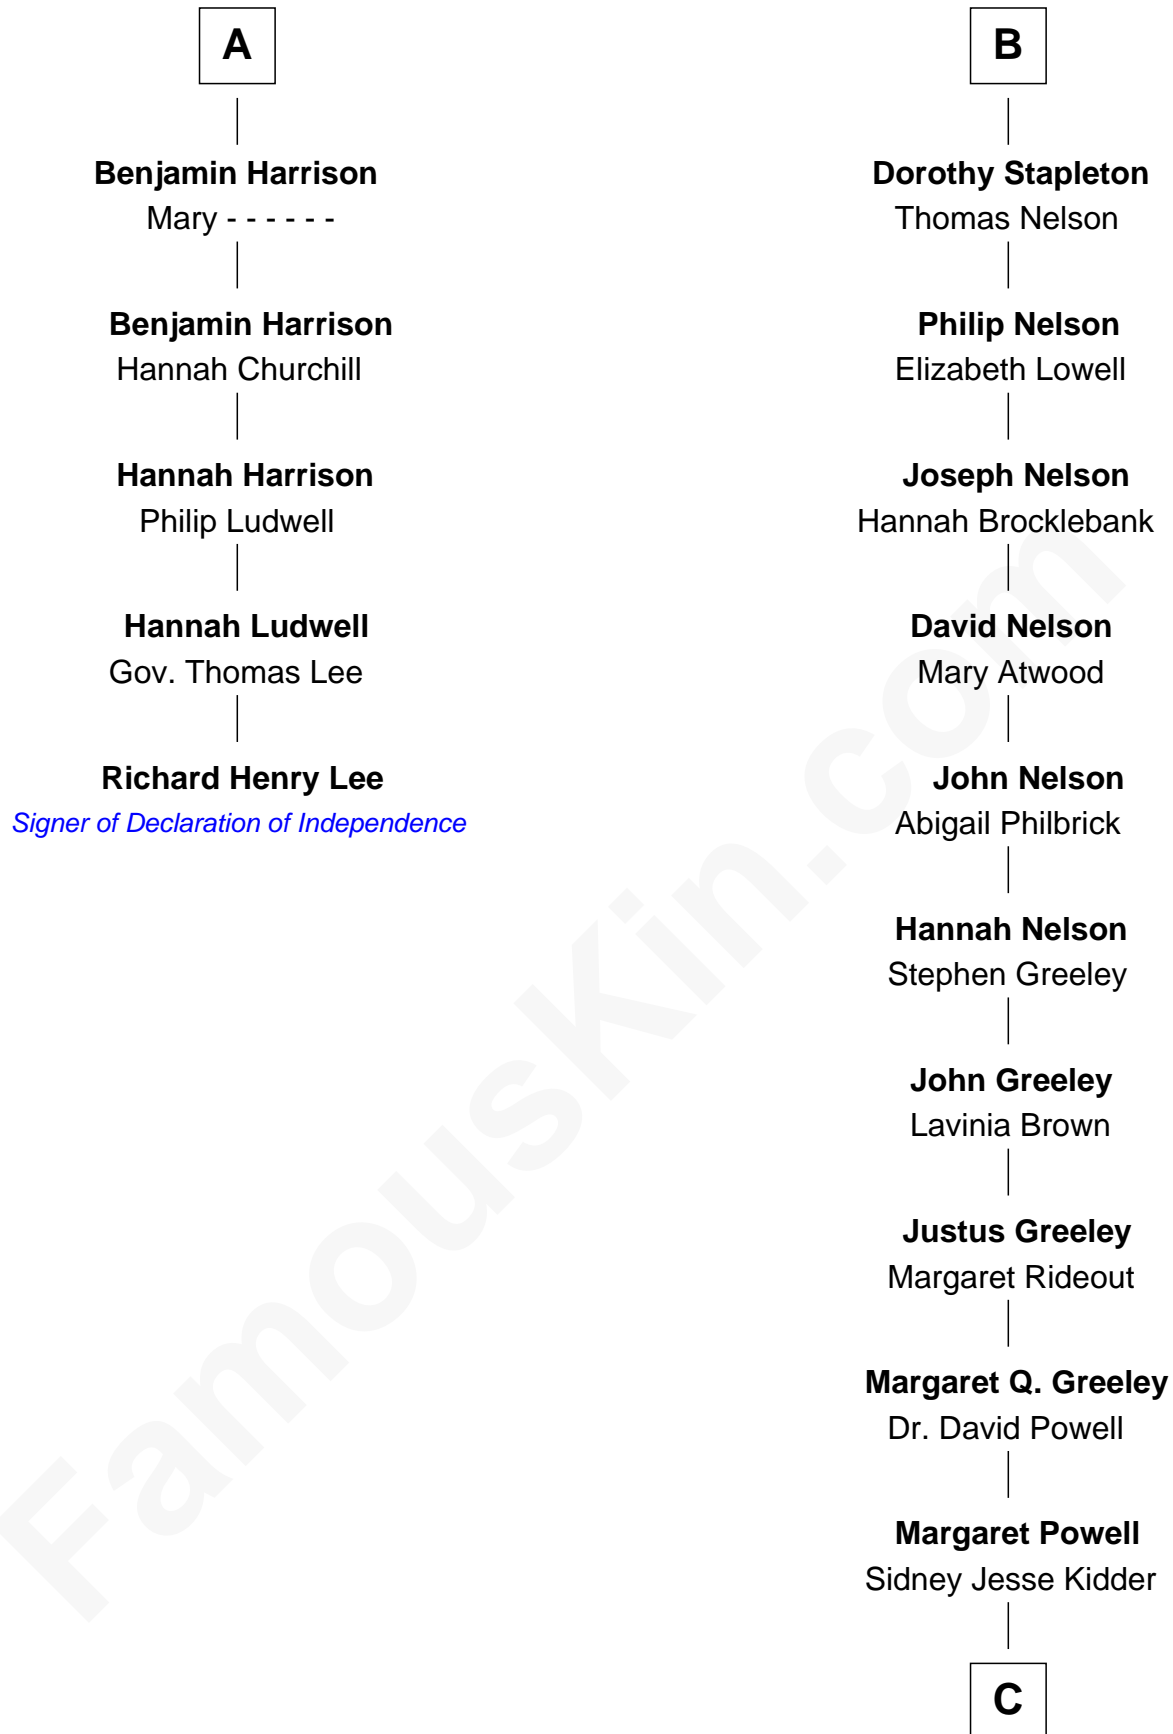 A
Benjamin Harrison
Mary - - - - - -
Benjamin Harrison
Hannah Churchill
Hannah Harrison
Philip Ludwell
Hannah Ludwell
Gov. Thomas Lee
Richard Henry Lee
Signer of Declaration of Independence
B
Dorothy Stapleton
Thomas Nelson
Philip Nelson
Elizabeth Lowell
Joseph Nelson
Hannah Brocklebank
David Nelson
Mary Atwood
John Nelson
Abigail Philbrick
Hannah Nelson
Stephen Greeley
John Greeley
Lavinia Brown
Justus Greeley
Margaret Rideout
Margaret Q. Greeley
Dr. David Powell
Margaret Powell
Sidney Jesse Kidder
C
FamousKin.com